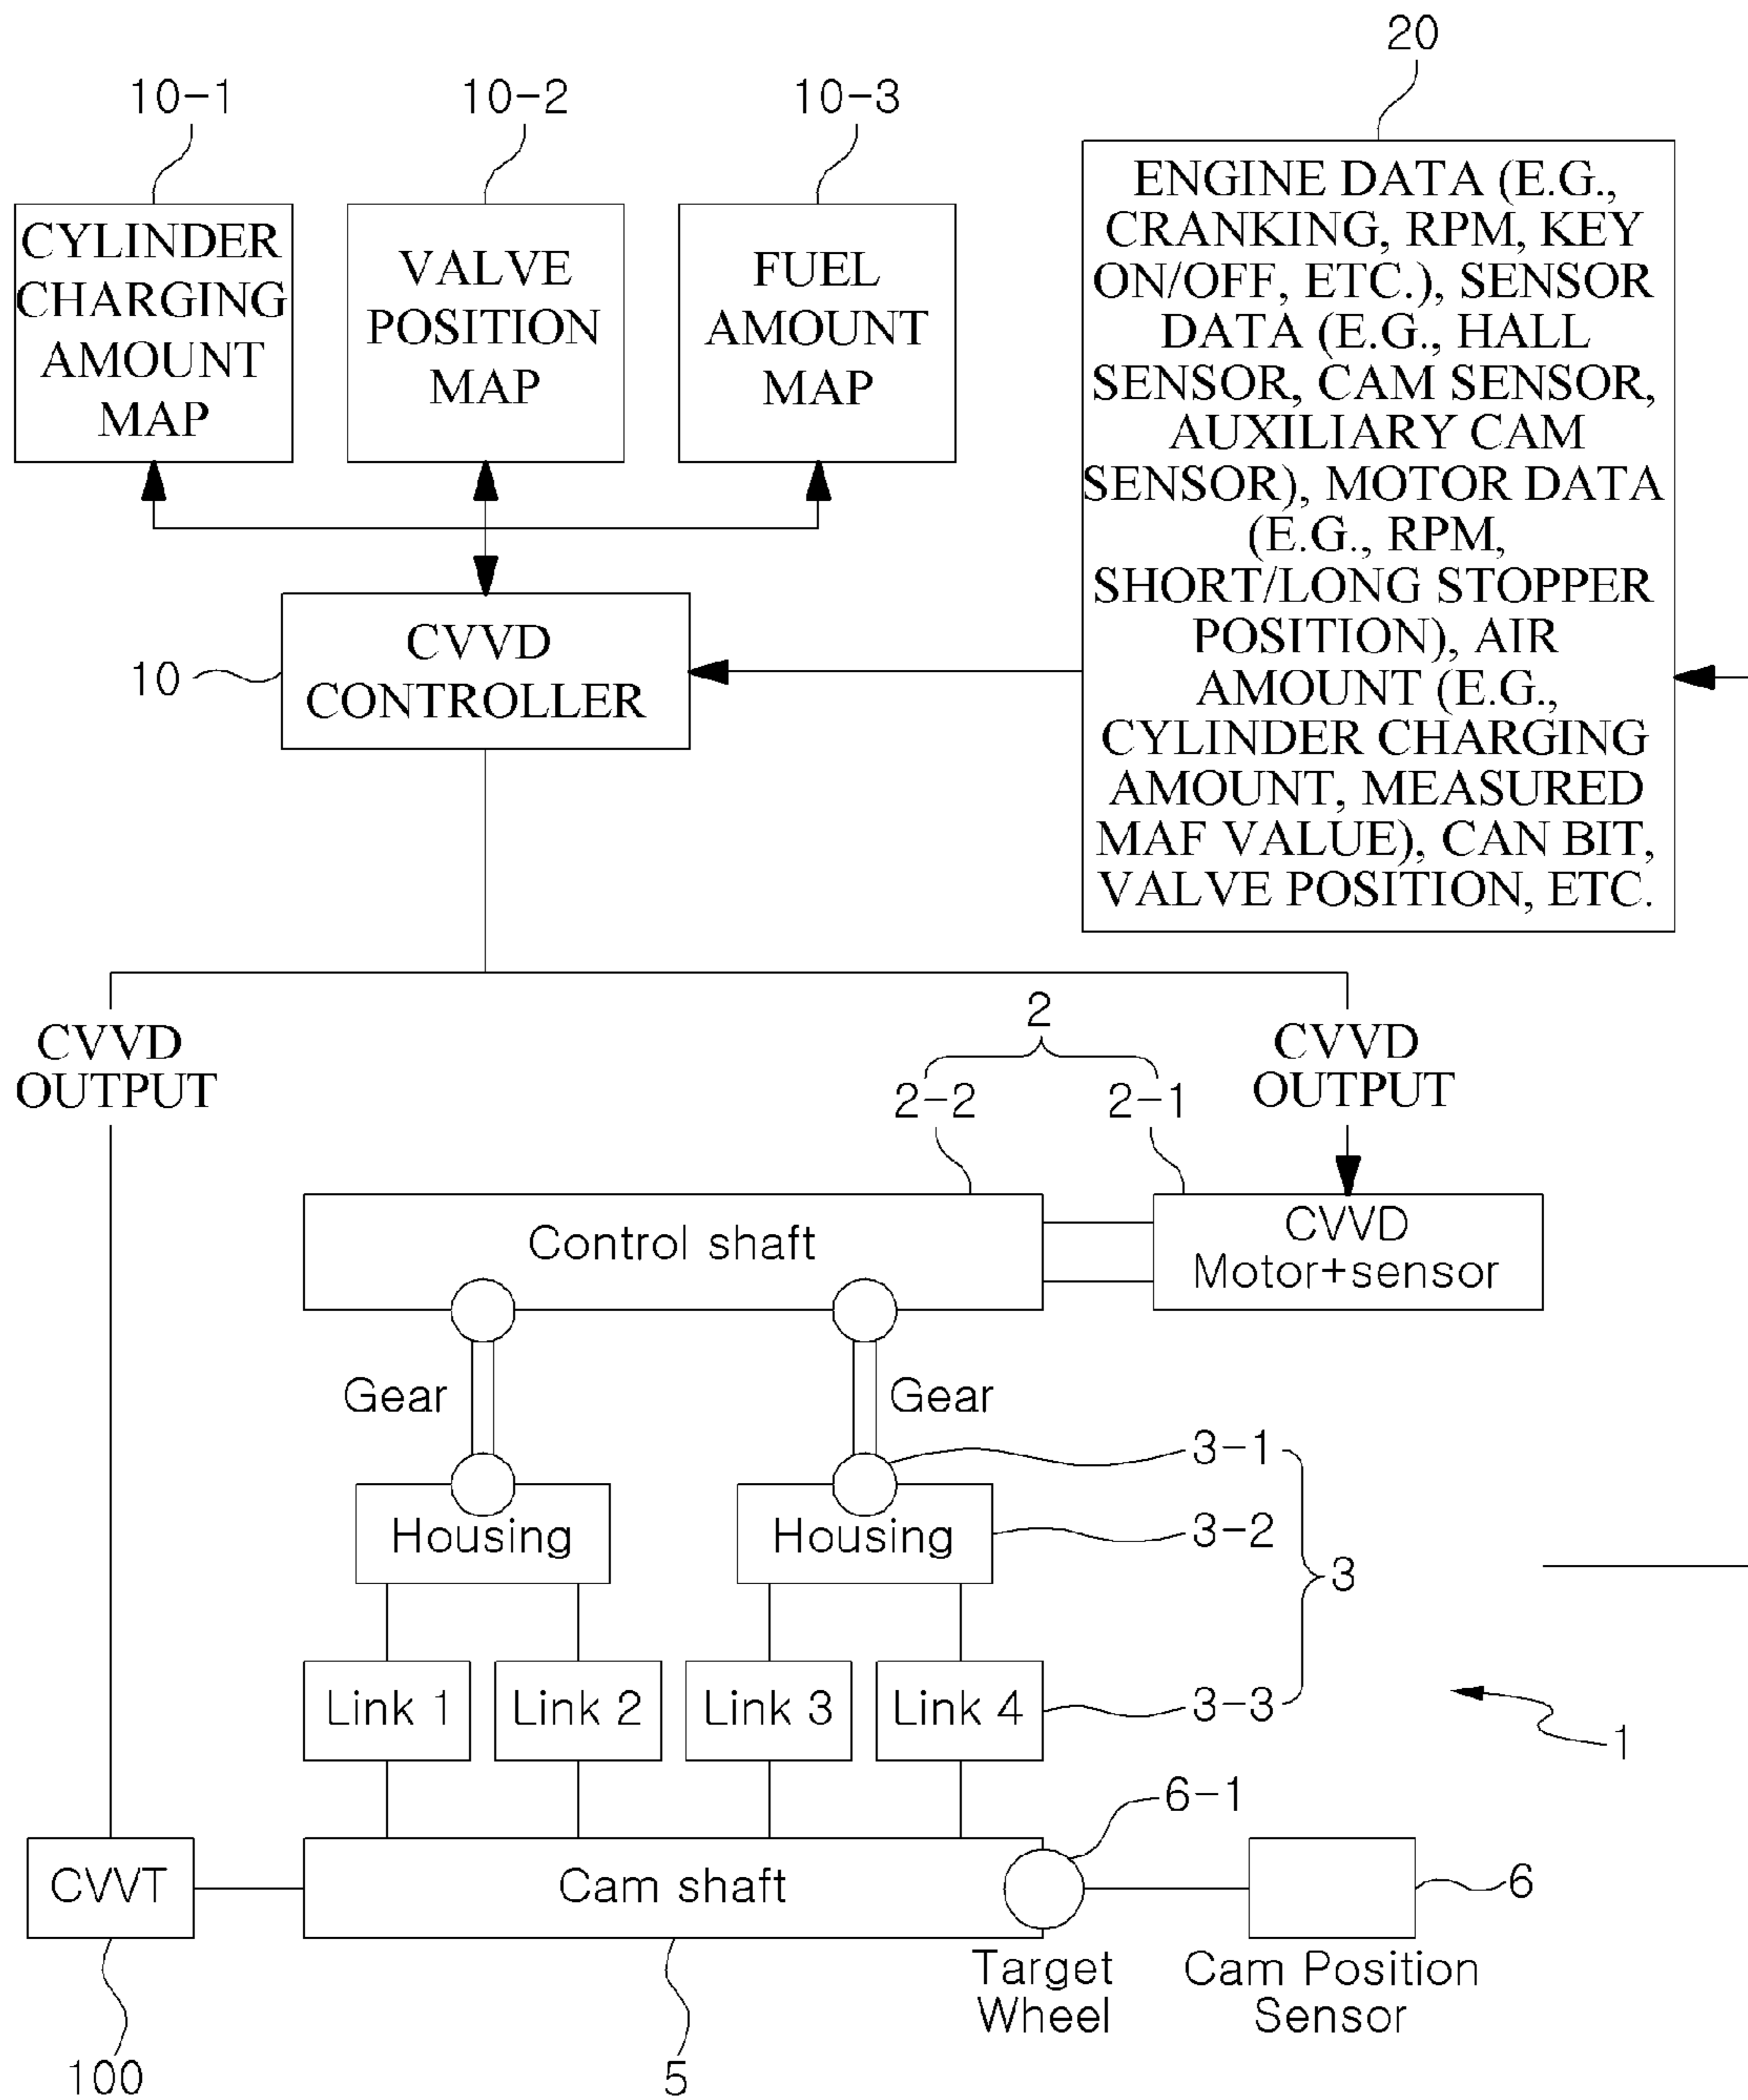 20
10-1
10-2
10-3
CYLINDER
CHARGING
AMOUNT
MAP
VALVE
POSITION
MAP
FUEL
AMOUNT
MAP
ENGINE DATA (E.G.,
CRANKING, RPM, KEY
ON/OFF, ETC.), SENSOR
DATA (E.G., HALL
SENSOR, CAM SENSOR,
AUXILIARY CAM
SENSOR), MOTOR DATA
(E.G., RPM,
SHORT/LONG STOPPER
POSITION), AIR
AMOUNT (E.G.,
CYLINDER CHARGING
AMOUNT, MEASURED
MAF VALUE), CAN BIT,
VALVE POSITION, ETC.
10
CVVD
CONTROLLER
CVVD
OUTPUT
2
2-2
2-1
CVVD
OUTPUT
Control shaft
CVVD
Motor+sensor
Gear
Gear
3-1
Housing
Housing
3-2
3
Link 1
Link 2
Link 3
Link 4
3-3
1
6-1
CVVT
Cam shaft
6
Target
Wheel
Cam Position
Sensor
100
5